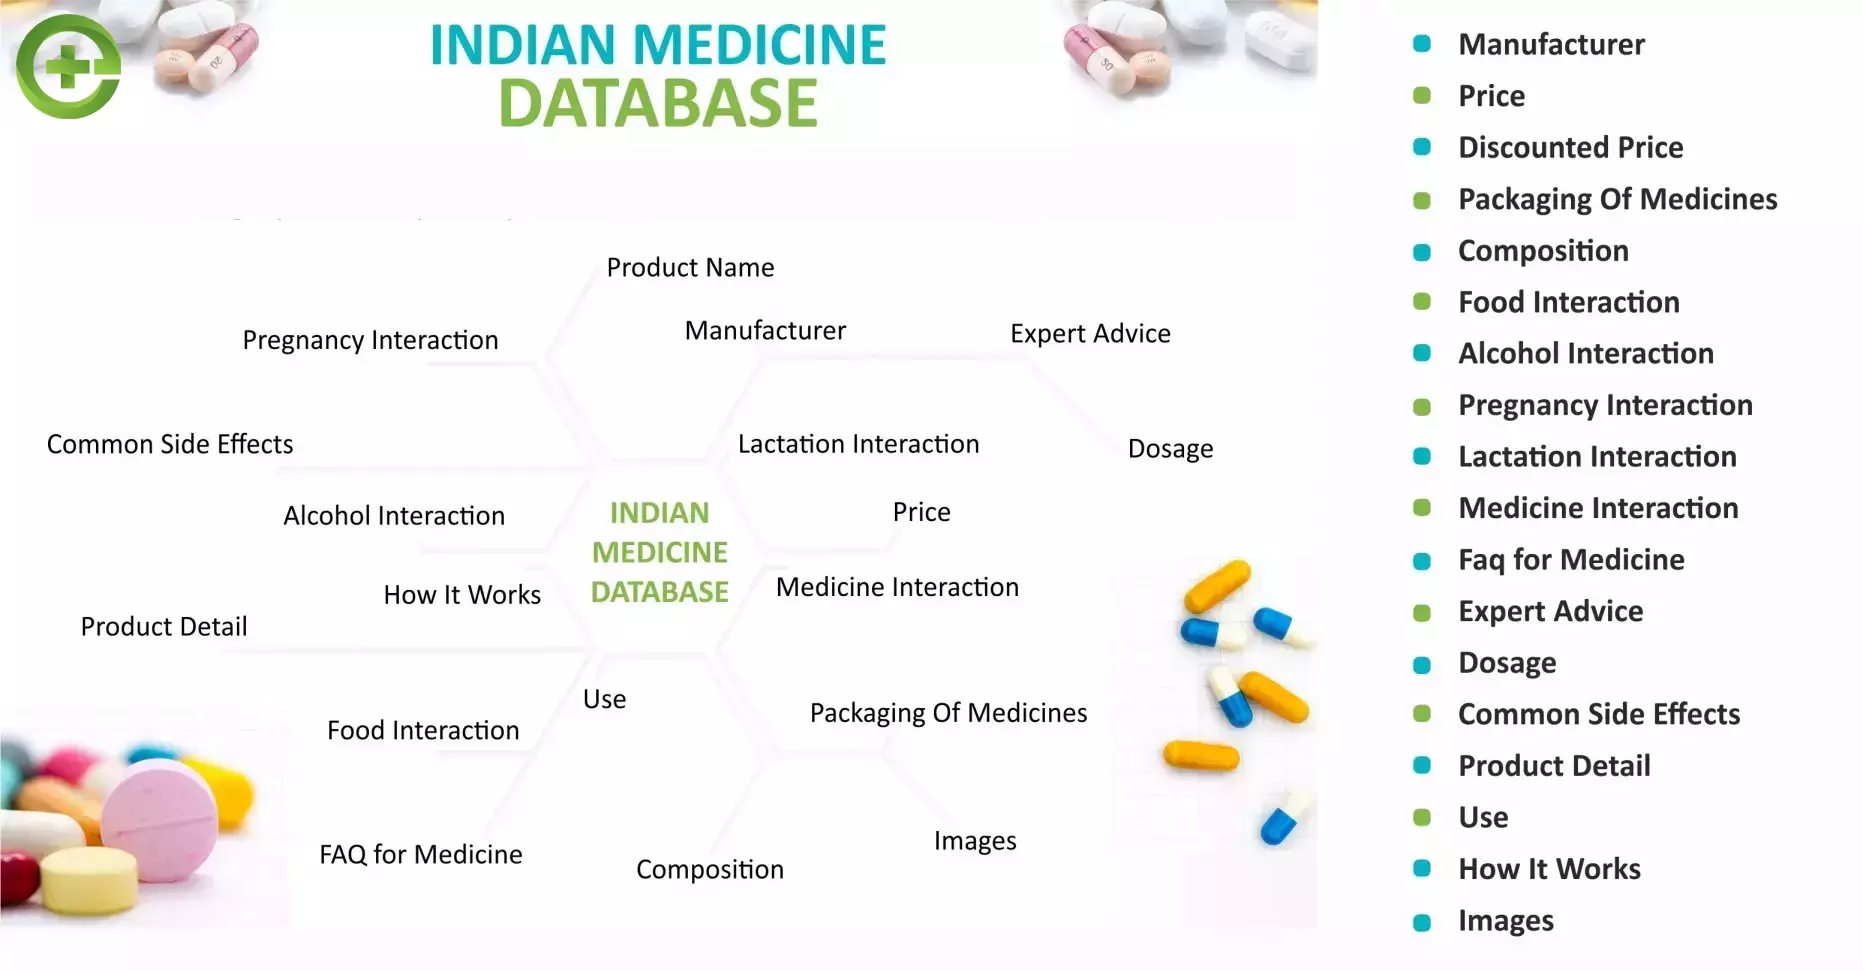 INDIAN MEDICINE
DATABASE
Product Name
Pregnancy Interaction
Manufacturer
Expert Advice
Common Side Effects
Lactation Interaction
Dosage
Alcohol Interaction
Price
INDIAN
MEDICINE
DATABASE
How It Works
Medicine Interaction
Product Detail
Use
Food Interaction
Packaging Of Medicines
FAQ for Medicine
Composition
Images
Manufacturer
Price
Discounted Price
Packaging Of Medicines
Composition
Food Interaction
Alcohol Interaction
Pregnancy Interaction
Lactation Interaction
Medicine Interaction
Faq for Medicine
Expert Advice
Dosage
Common Side Effects
Product Detail
Use
How It Works
Images